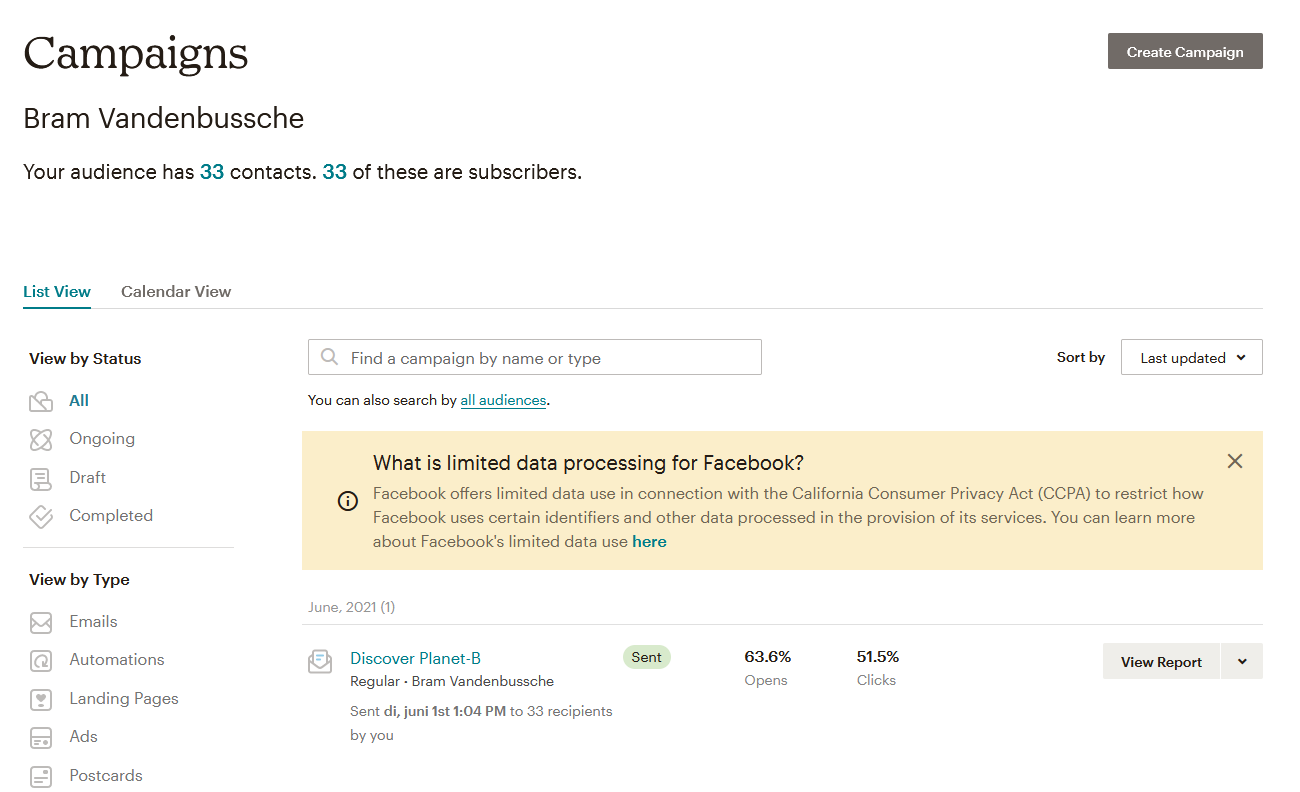 Campaigns
Create Campaign
Bram Vandenbussche
Your audience has 33 contacts. 33 of these are subscribers.
List View
Calendar View
View by Status
All
Ongoing
Draft
Completed
View by Type
Emails
Automations
Landing Pages
Ads
Postcards
Find a campaign by name or type
Sort by
Last updated
You can also search by all audiences.
What is limited data processing for Facebook?
Facebook offers limited data use in connection with the California Consumer Privacy Act (CCPA) to restrict how
Facebook uses certain identifiers and other data processed in the provision of its services. You can learn more
about Facebook's limited data use here
June, 2021 (1)
Discover Planet-B
Regular · Bram Vandenbussche
Sent di, juni 1st 1:04 PM to 33 recipients
by you
Sent
63.6%
Opens
51.5%
Clicks
View Report